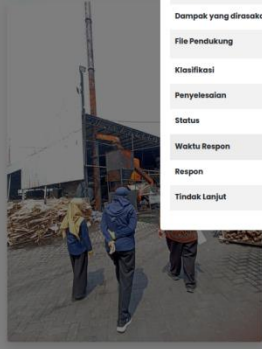 Dampak yang dirasaka
File Pendukung
Klasifikasi
Penyelesaian
Status
Waktu Respon
Respon
Tindak Lanjut